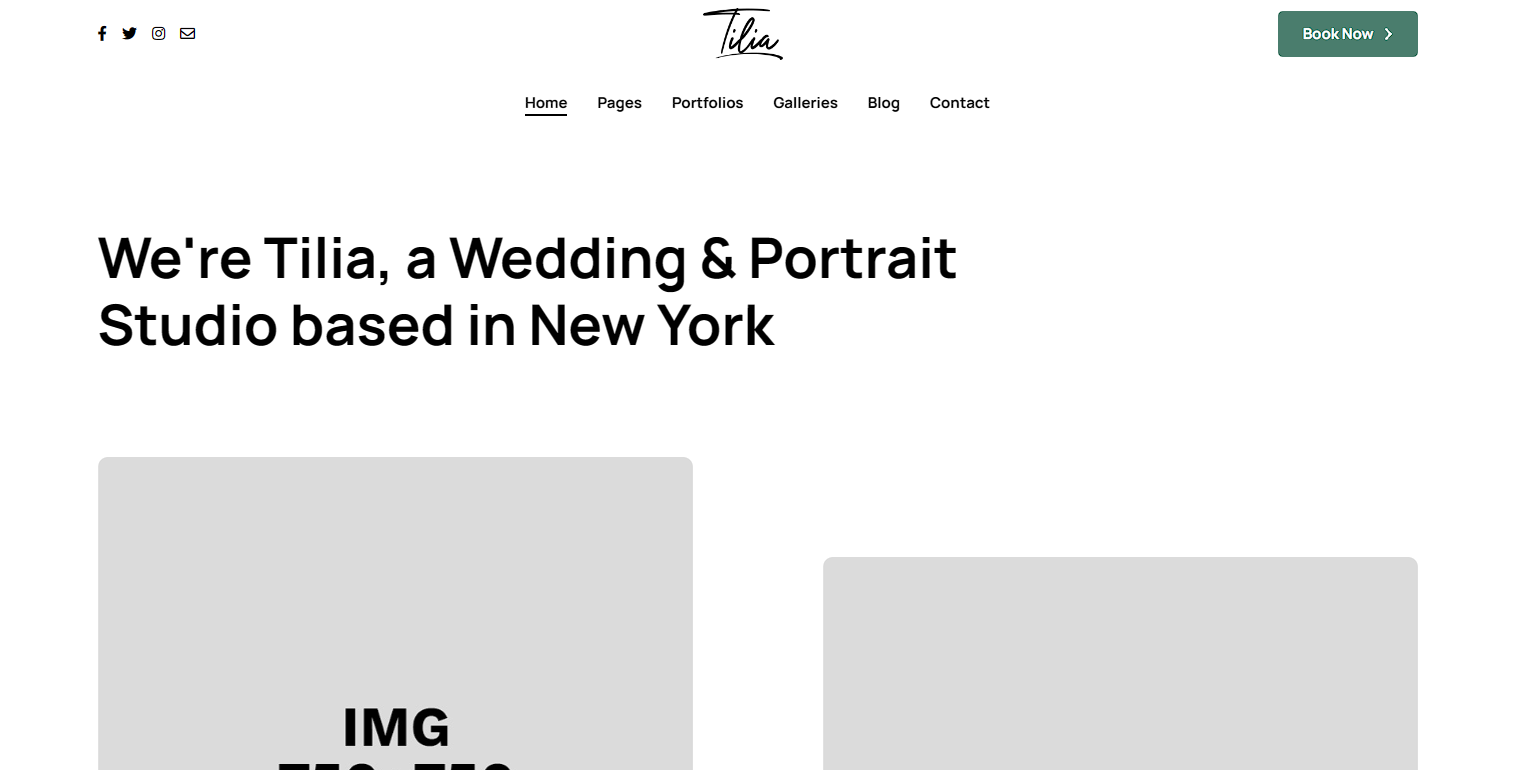 Tilia
Book Now
Home Pages Portfolios Galleries Blog Contact
We're Tilia, a Wedding & Portrait
Studio based in New York
IMG